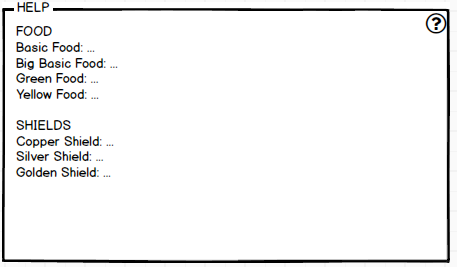 HELP
?
FOOD
Basic Food: ...
Big Basic Food: ...
Green Food: ...
Yellow Food: ...
SHIELDS
Copper Shield: ...
Silver Shield: ...
Golden Shield: ...